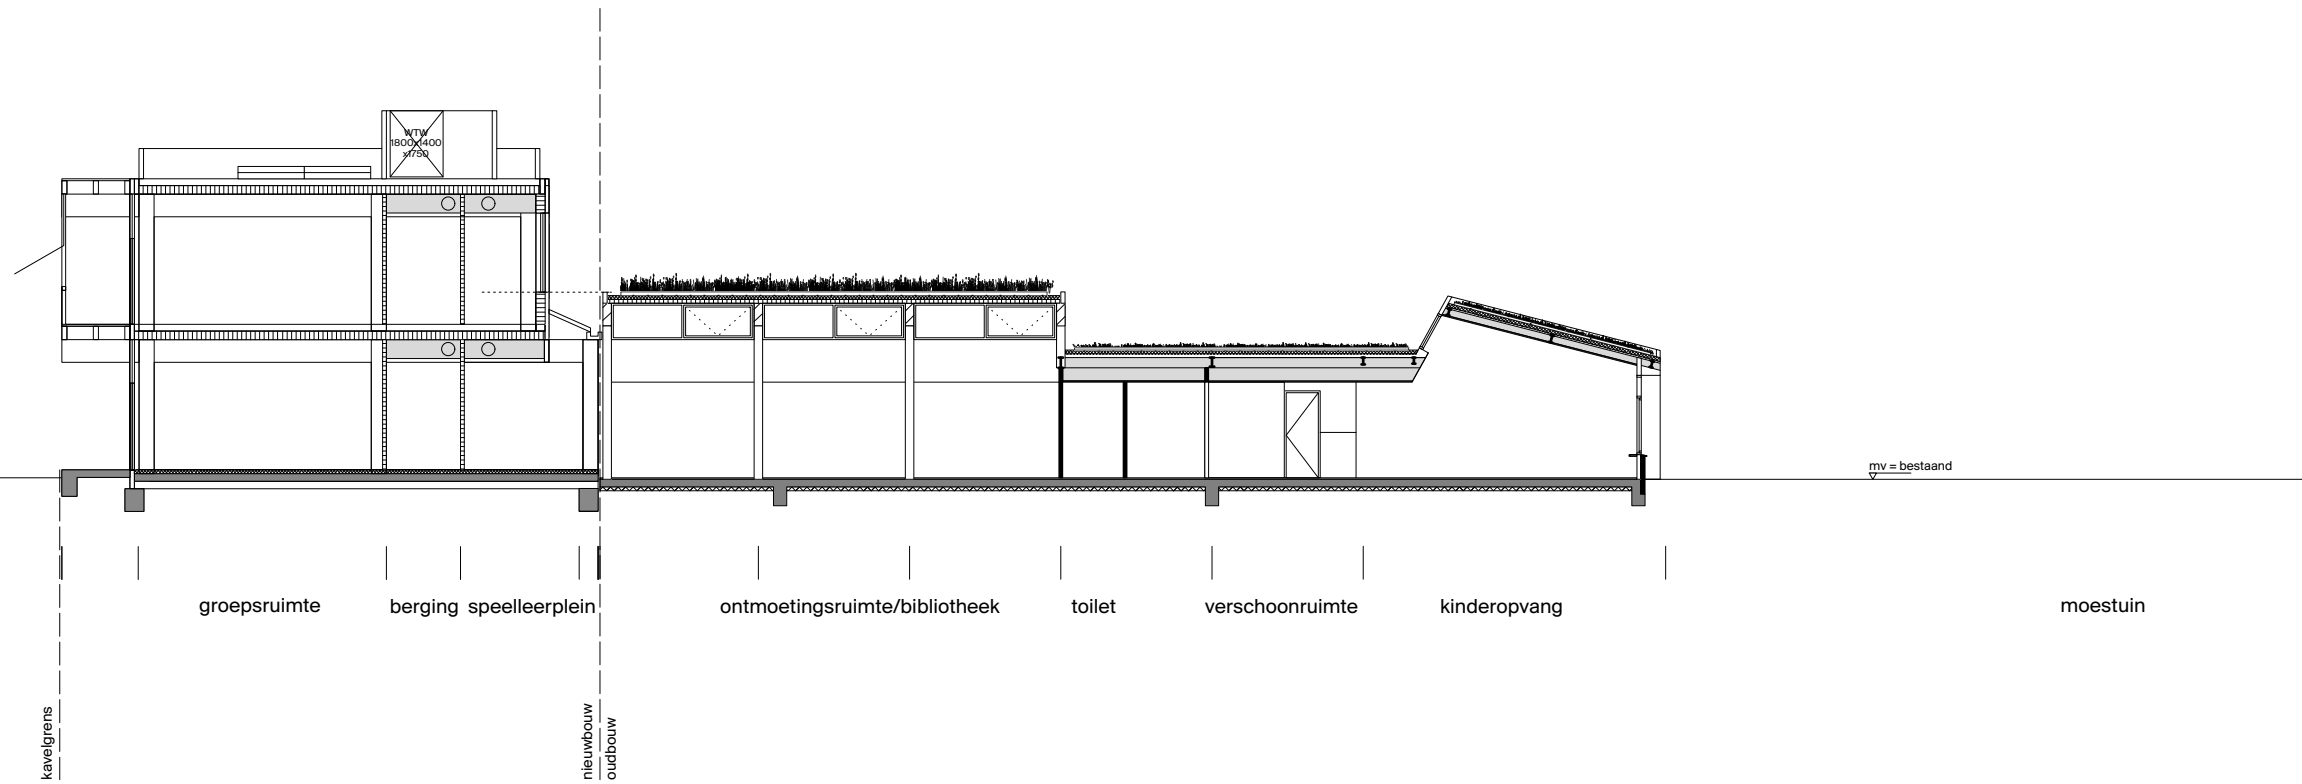 WTW
1800x1400
x1750
mv = bestaand
groepsruimte
berging
speelleerplein
ontmoetingsruimte/bibliotheek
toilet
verschoonruimte
kinderopvang
moestuin
kavelgrens
nieuwbouw
oudbouw